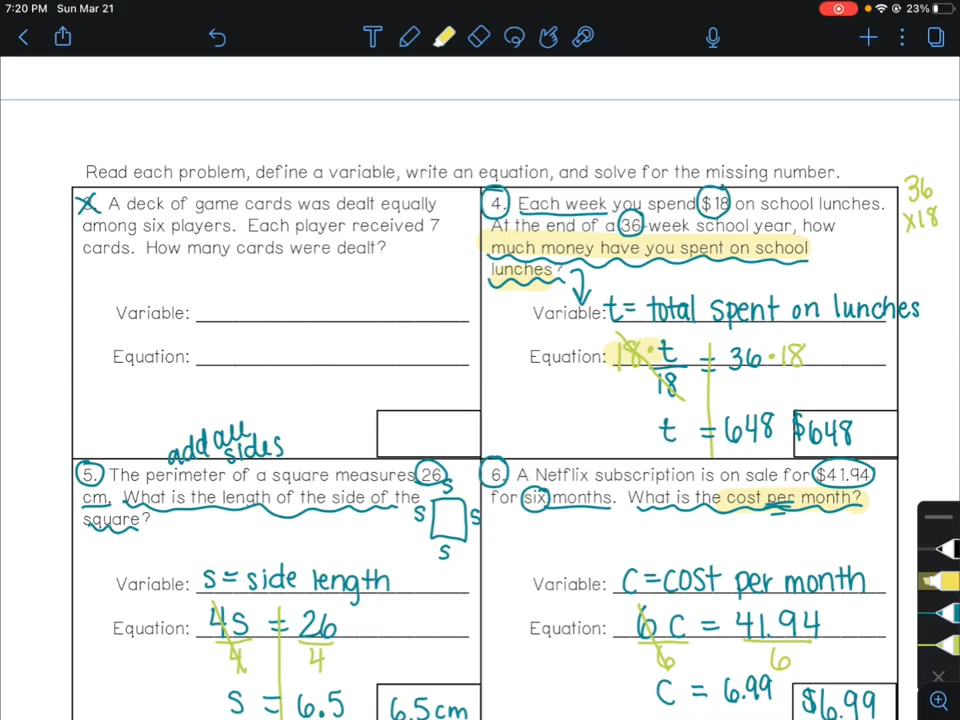 7:20 PM Sun Mar 21
23%
Read each problem, define a variable, write an equation, and solve for the missing number.
A deck of game cards was dealt equally
among six players. Each player received 7
cards. How many cards were dealt?
Variable:
Equation:
4. Each week you spend $18 on school lunches.
At the end of a 36-week school year, how
much money have you spent on school
lunches?
36
x18
Variable: t= total spent on lunches
Equation: 18 · t = 36 · 18
18
t = 648 $648
add all
sides
5. The perimeter of a square measures 26
cm. What is the length of the side of the
square?
s
s s
s
Variable: s = side length
Equation: 4s = 26
4 4
s = 6.5 6.5cm
6. A Netflix subscription is on sale for $41.94
for six months. What is the cost per month?
Variable: c = cost per month
Equation: 6c = 41.94
6 6
c = 6.99 $6.99